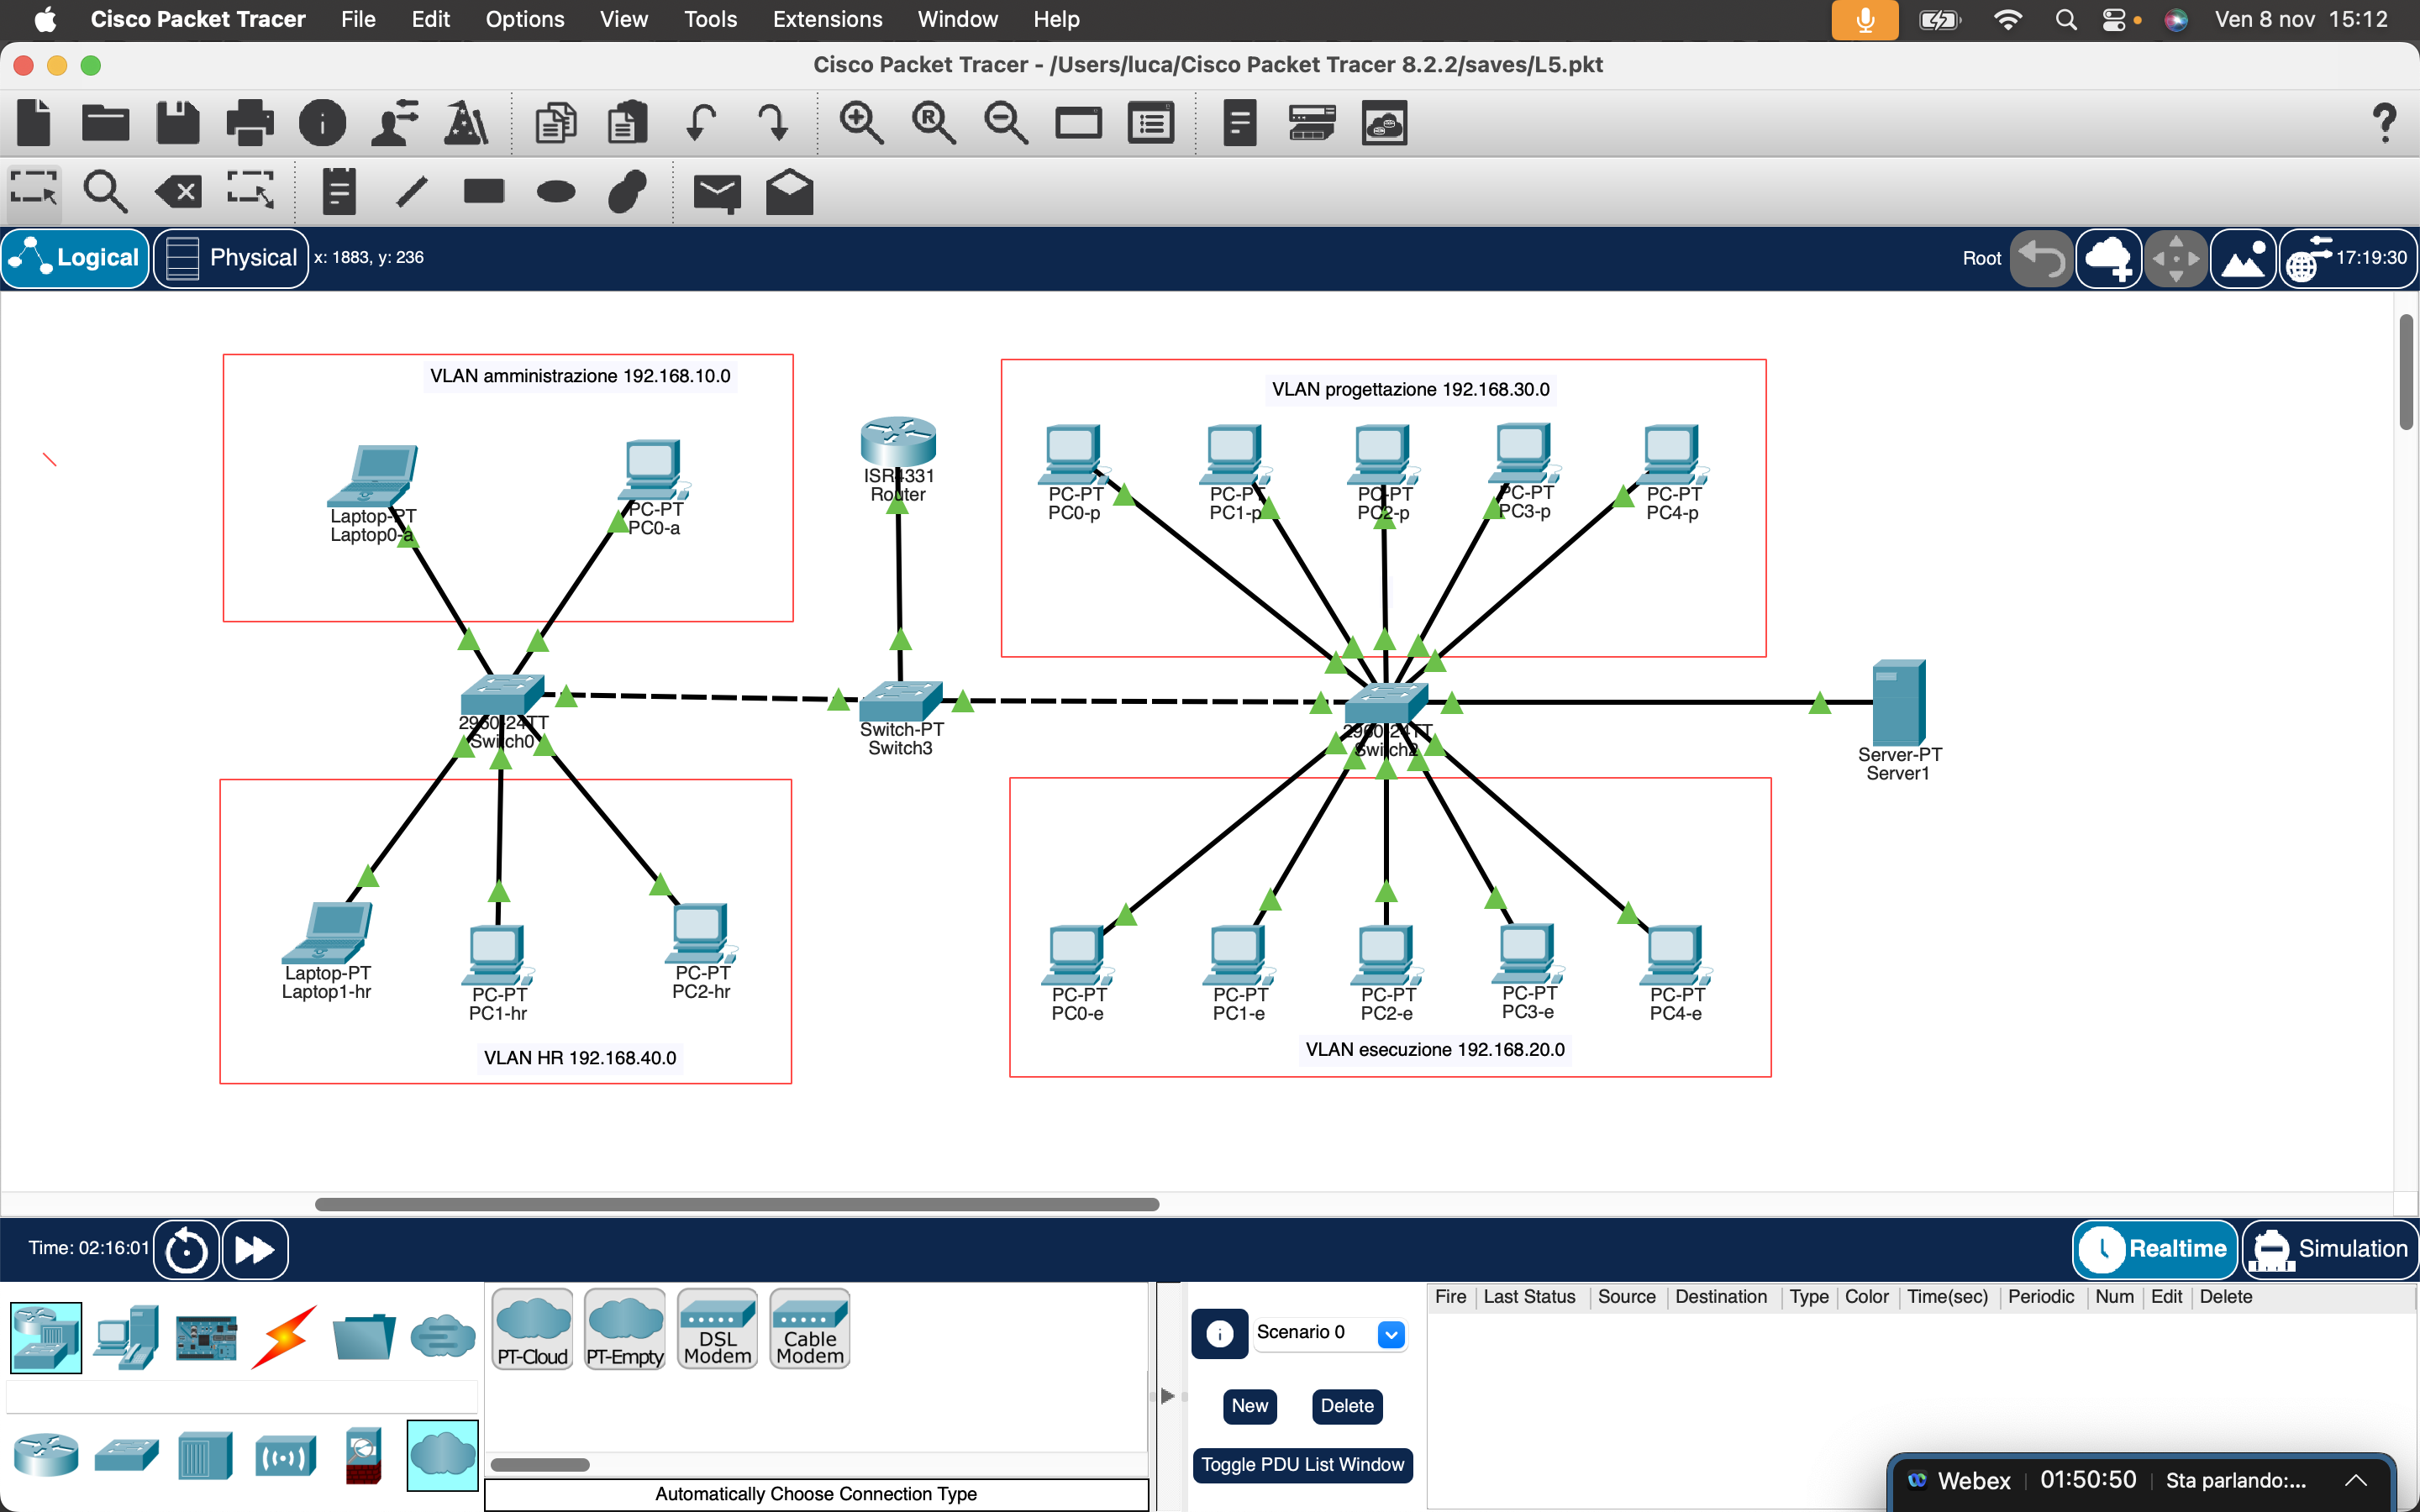 Cisco Packet Tracer File Edit Options View Tools Extensions Window Help Ven 8 nov 15:12
Cisco Packet Tracer - /Users/luca/Cisco Packet Tracer 8.2.2/saves/L5.pkt
Logical Physical x: 1883, y: 236 Root 17:19:30
VLAN amministrazione 192.168.10.0
VLAN progettazione 192.168.30.0
Laptop-PT
Laptop0-a
PC-PT
PC0-a
ISR4331
Router
PC-PT
PC0-p
PC-PT
PC1-p
PC-PT
PC2-p
PC-PT
PC3-p
PC-PT
PC4-p
2960-24TT
Switch0
Switch-PT
Switch3
2960-24TT
Switch2
Server-PT
Server1
Laptop-PT
Laptop1-hr
PC-PT
PC1-hr
PC-PT
PC2-hr
PC-PT
PC0-e
PC-PT
PC1-e
PC-PT
PC2-e
PC-PT
PC3-e
PC-PT
PC4-e
VLAN HR 192.168.40.0
VLAN esecuzione 192.168.20.0
Time: 02:16:01 Realtime Simulation
PT-Cloud PT-Empty DSL Modem Cable Modem
Scenario 0
Fire Last Status Source Destination Type Color Time(sec) Periodic Num Edit Delete
New Delete
Toggle PDU List Window
Automatically Choose Connection Type
Webex 01:50:50 Sta parlando:...